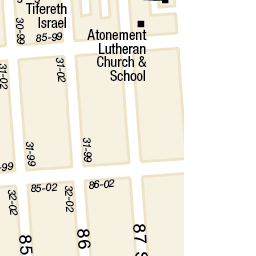 Tifereth
Israel
30-99
85-99
Atonement
Lutheran
Church &
School
31-02
31-02
31-99
31-99
-99
85-02
86-02
32-02
32-02
85
86
87 S